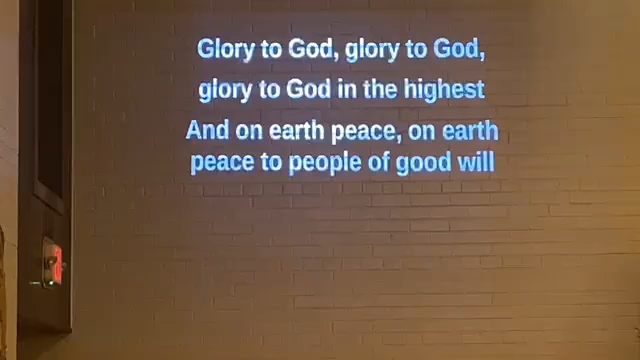 Glory to God, glory to God,
glory to God in the highest
And on earth peace, on earth
peace to people of good will